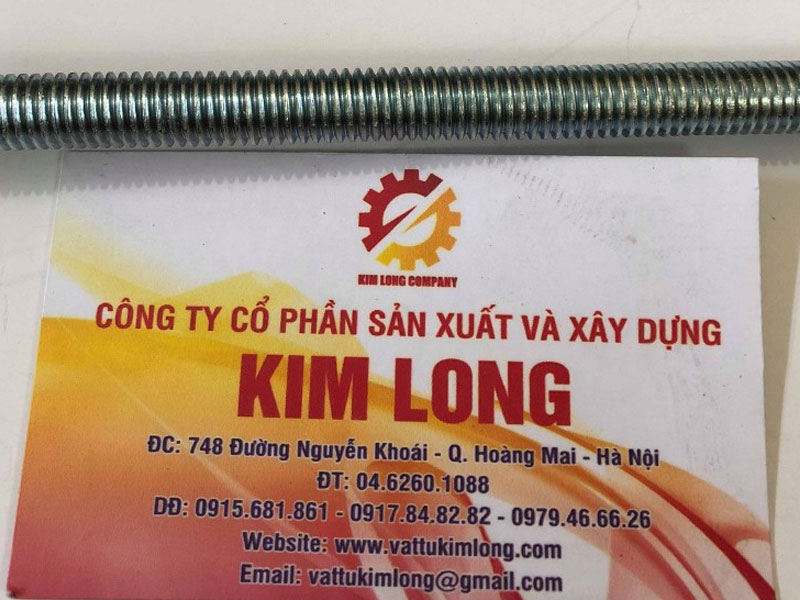 KIM LONG COMPANY
CÔNG TY CỔ PHẦN SẢN XUẤT VÀ XÂY DỰNG
KIM LONG
ĐC: 748 Đường Nguyễn Khoái - Q. Hoàng Mai - Hà Nội
ĐT: 04.6260.1088
DĐ: 0915.681.861 - 0917.84.82.82 - 0979.46.66.26
Website: www.vattukimlong.com
Email: vattukimlong@gmail.com